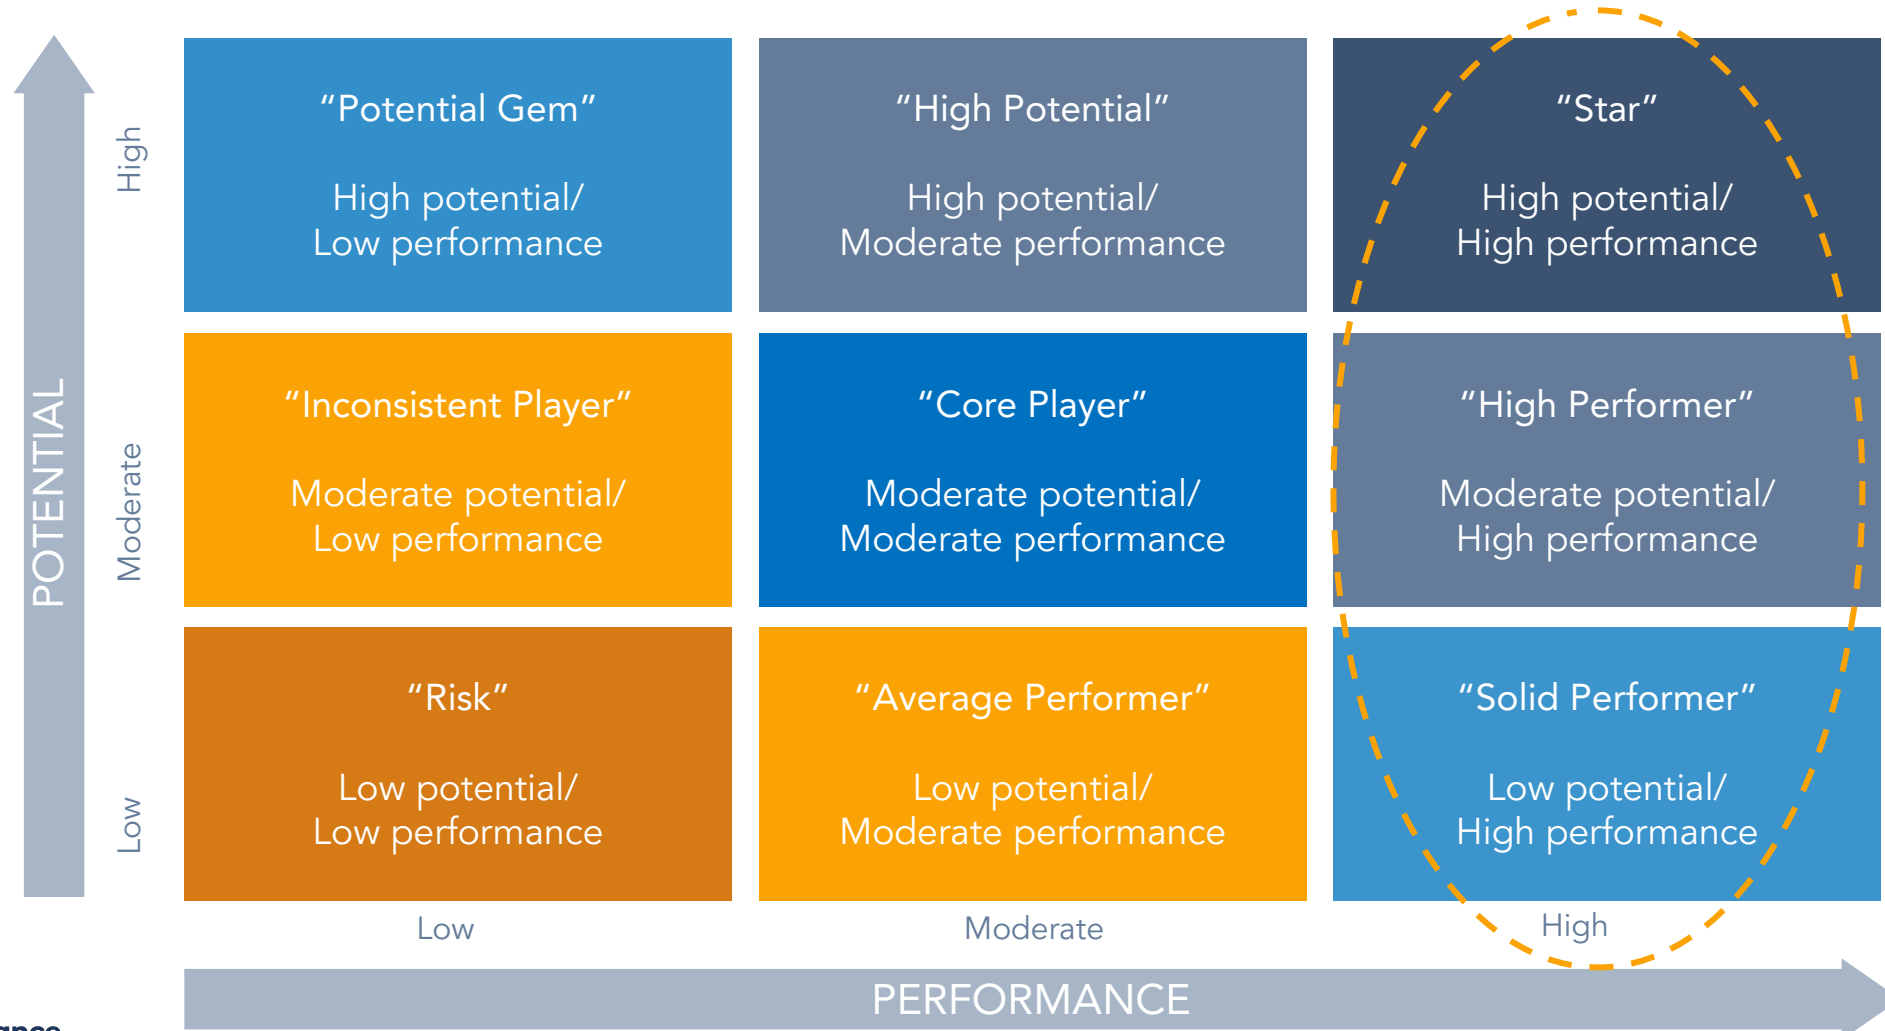 “Potential Gem”
High potential/
Low performance
“High Potential”
High potential/
Moderate performance
“Star”
High potential/
High performance
High
“Inconsistent Player”
Moderate potential/
Low performance
“Core Player”
Moderate potential/
Moderate performance
“High Performer”
Moderate potential/
High performance
POTENTIAL
Moderate
“Risk”
Low potential/
Low performance
“Average Performer”
Low potential/
Moderate performance
“Solid Performer”
Low potential/
High performance
Low
Low
Moderate
High
PERFORMANCE